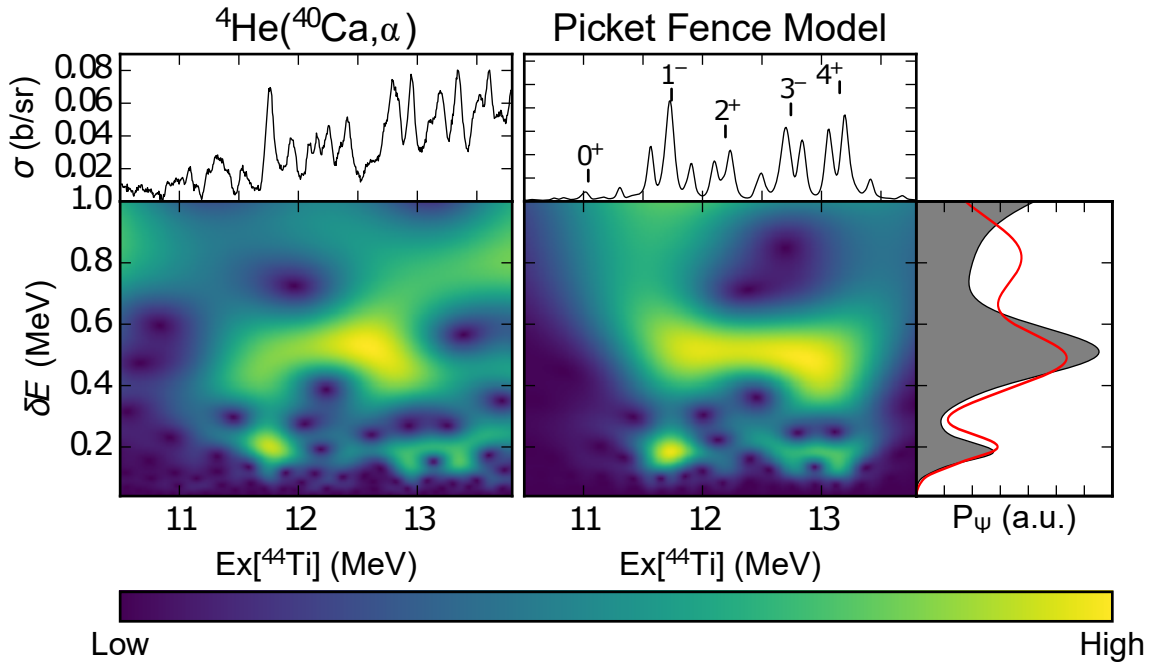 ⁴He(⁴⁰Ca,α)
Picket Fence Model
σ (b/sr)
0.08
0.06
0.04
0.02
1.0
0⁺
1⁻
2⁺
3⁻
4⁺
δE (MeV)
1.0
0.8
0.6
0.4
0.2
11 12 13
11 12 13
Ex[⁴⁴Ti] (MeV)
Ex[⁴⁴Ti] (MeV)
P_Ψ (a.u.)
Low
High